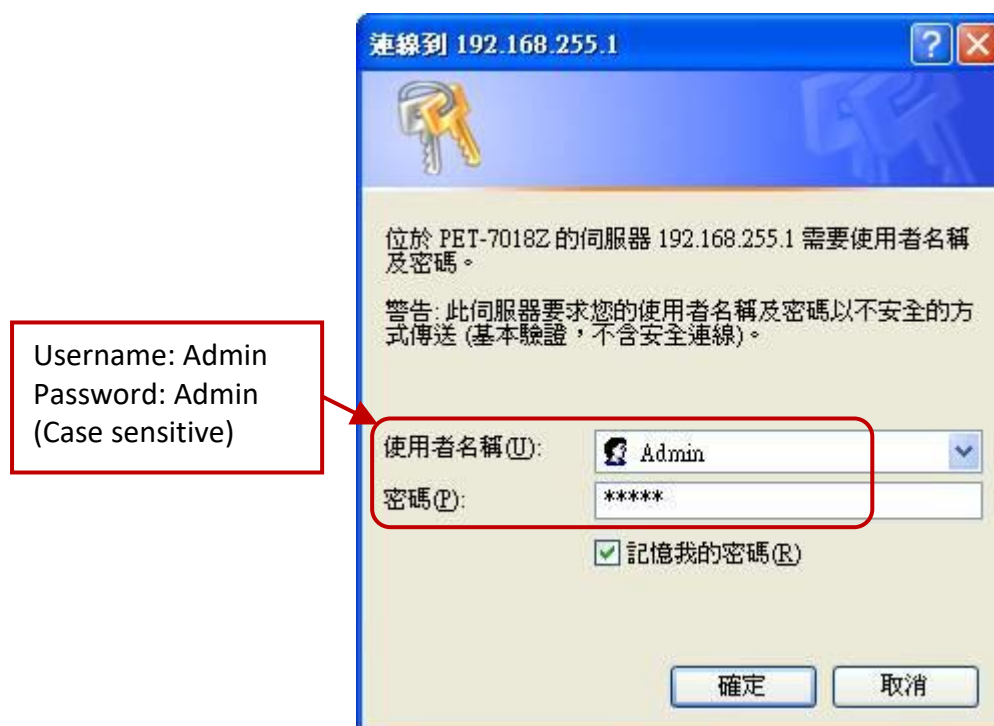 連線到 192.168.255.1
位於 PET-7018Z 的伺服器 192.168.255.1 需要使用者名稱
及密碼。
警告: 此伺服器要求您的使用者名稱及密碼以不安全的方
式傳送 (基本驗證，不含安全連線)。
Username: Admin
Password: Admin
(Case sensitive)
使用者名稱(U): Admin
密碼(P): *****
記憶我的密碼(R)
確定 取消